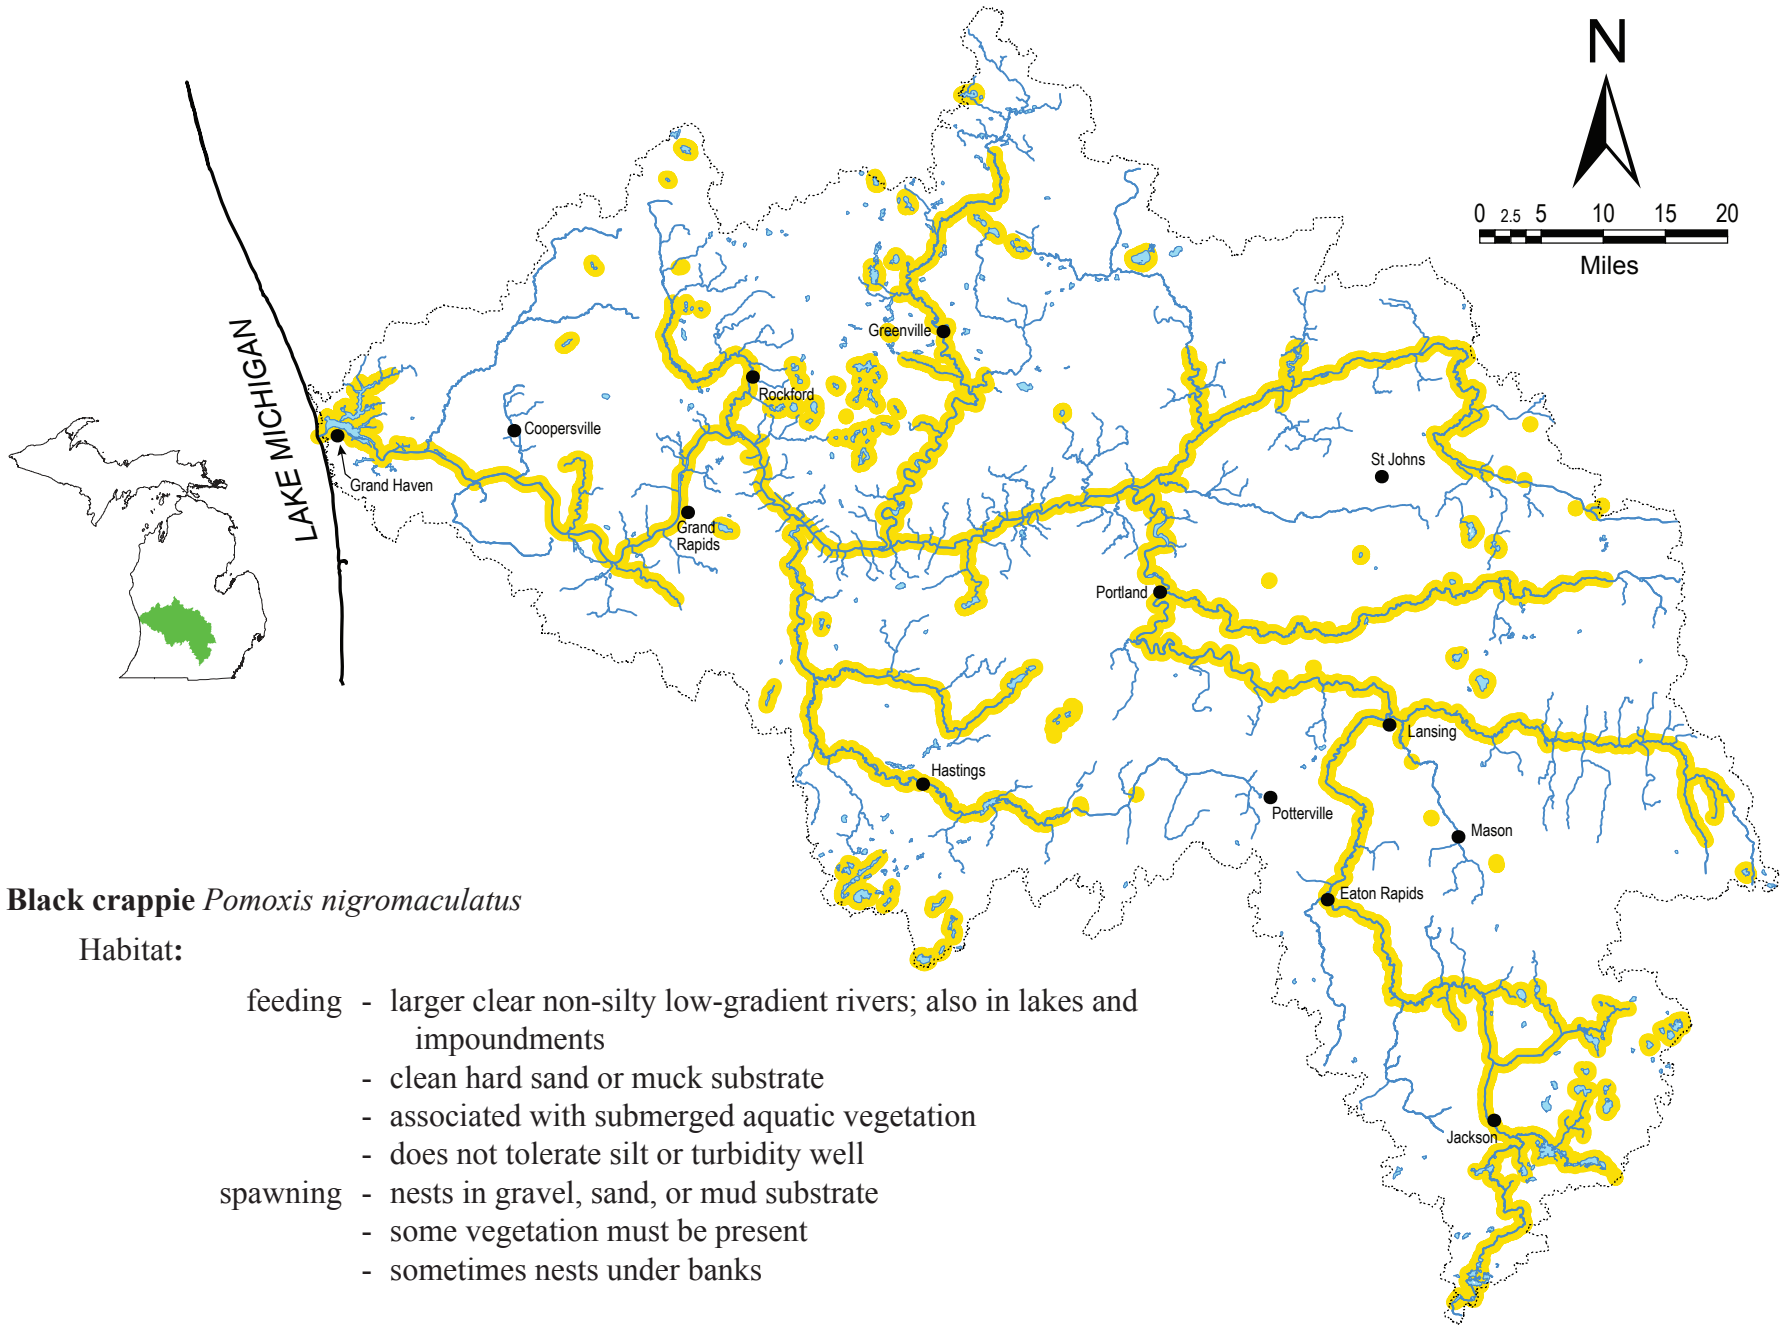 N
0 2.5 5 10 15 20
Miles
LAKE MICHIGAN
Greenville
Rockford
Coopersville
Grand Haven
St Johns
Grand
Rapids
Portland
Lansing
Hastings
Potterville
Mason
Eaton Rapids
Jackson
Black crappie Pomoxis nigromaculatus
Habitat:
feeding - larger clear non-silty low-gradient rivers; also in lakes and
impoundments
- clean hard sand or muck substrate
- associated with submerged aquatic vegetation
- does not tolerate silt or turbidity well
spawning - nests in gravel, sand, or mud substrate
- some vegetation must be present
- sometimes nests under banks